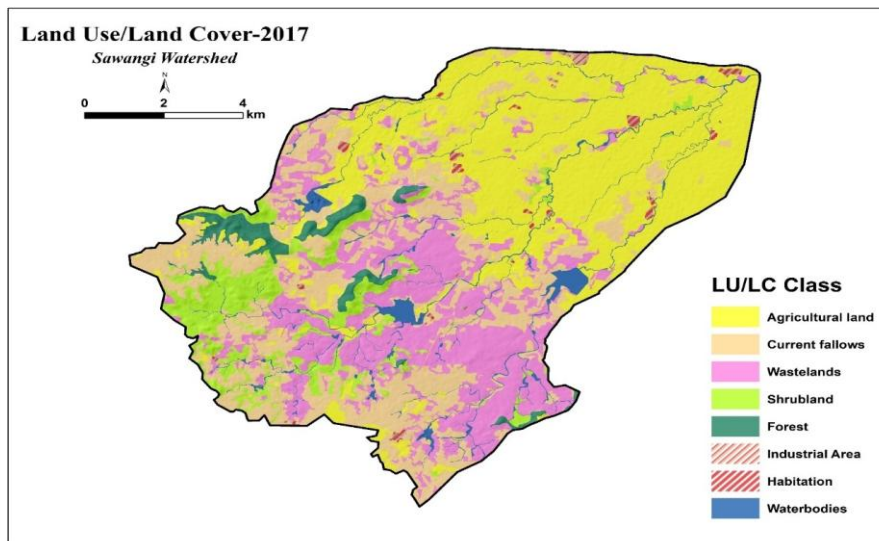 Land Use/Land Cover-2017
Sawangi Watershed
N
0 2 4
km
LU/LC Class
Agricultural land
Current fallows
Wastelands
Shrubland
Forest
Industrial Area
Habitation
Waterbodies